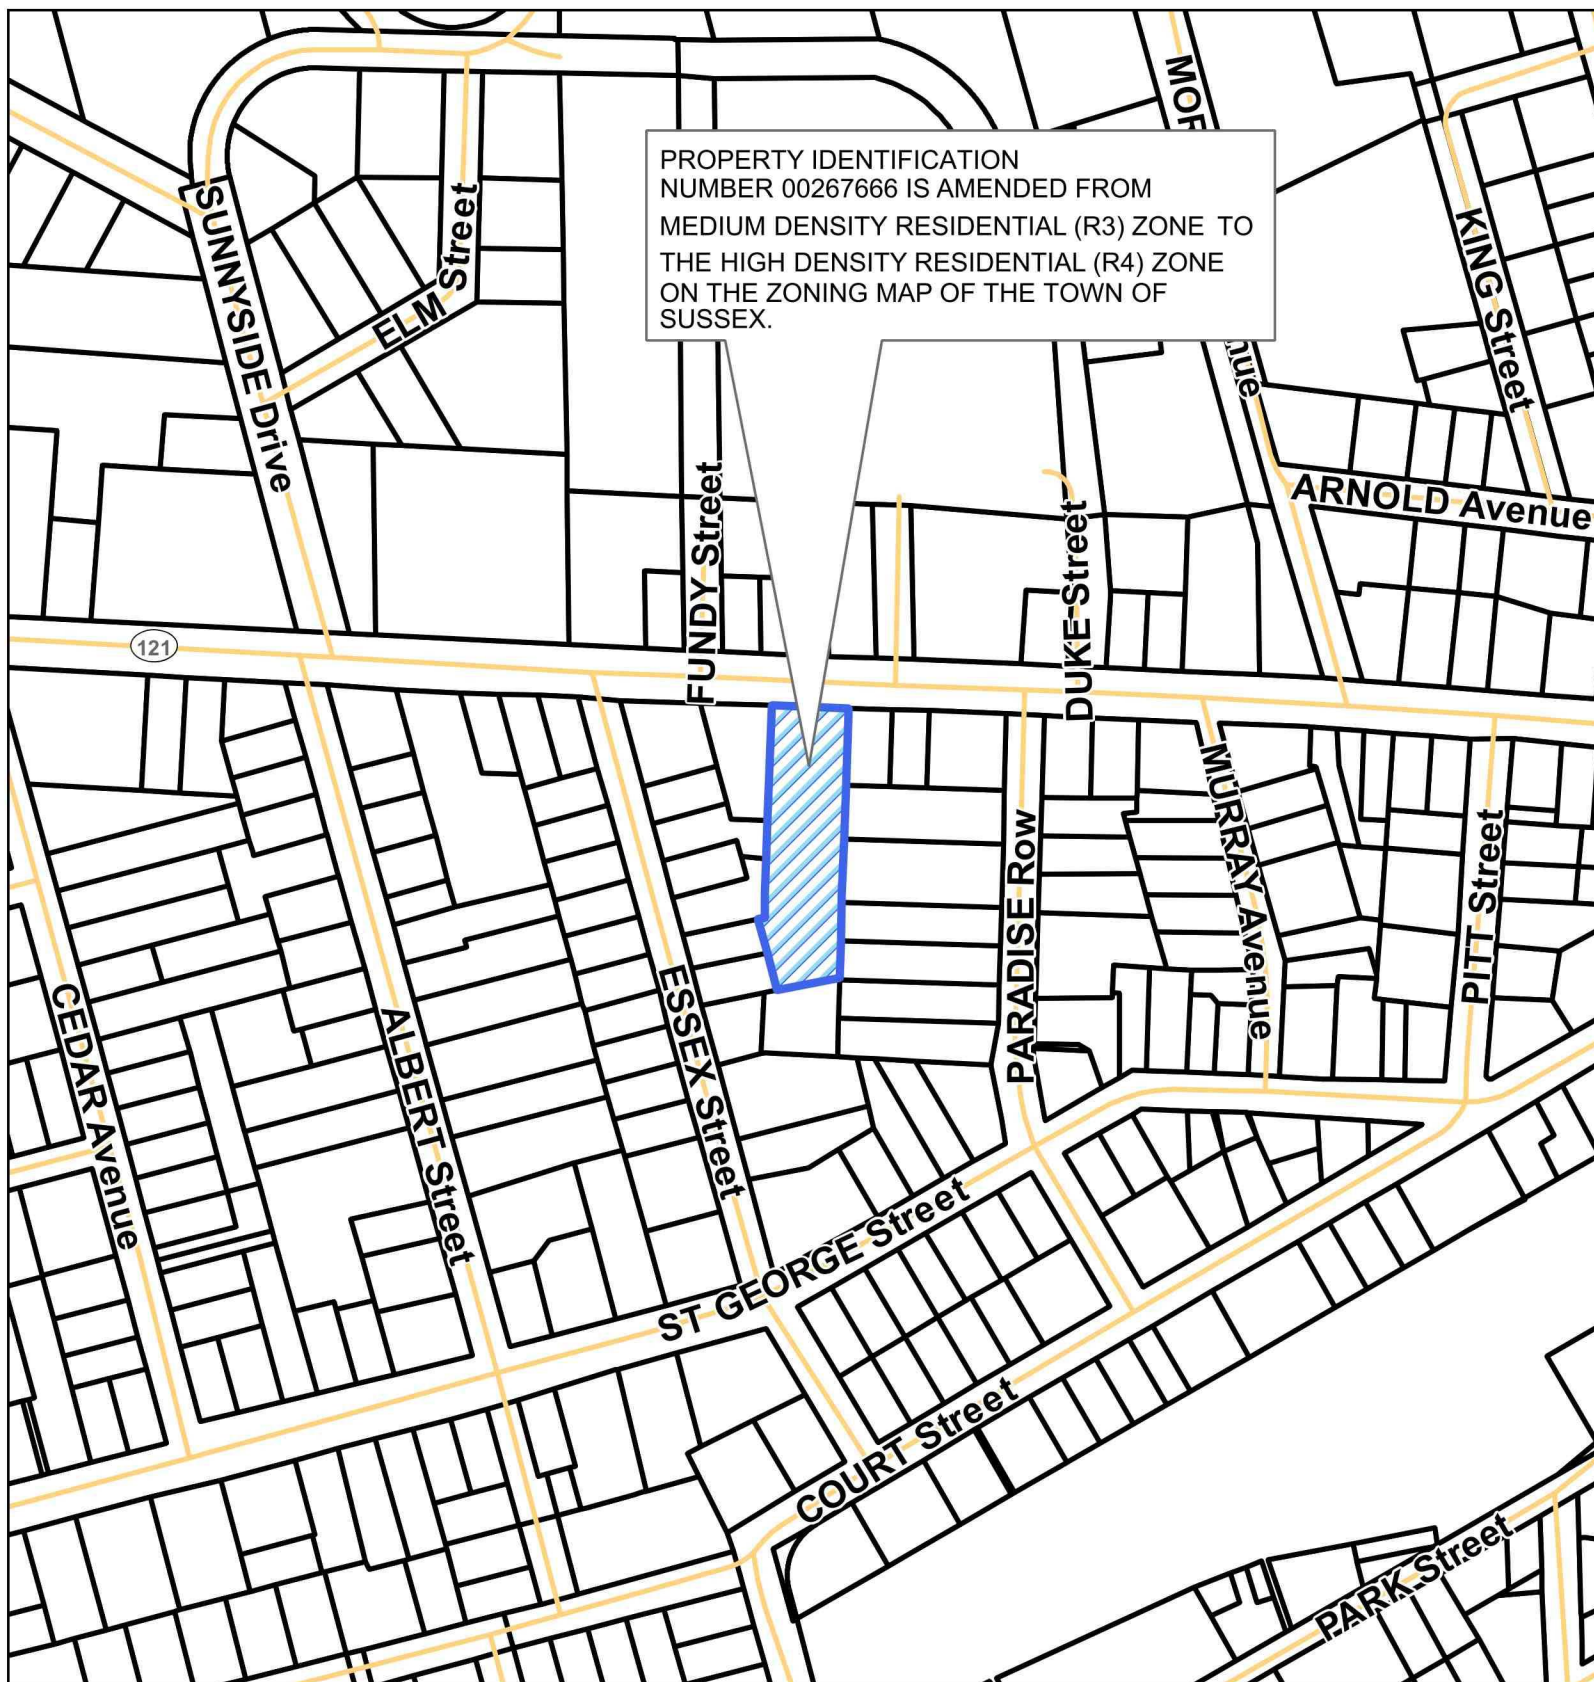 PROPERTY IDENTIFICATION
NUMBER 00267666 IS AMENDED FROM
MEDIUM DENSITY RESIDENTIAL (R3) ZONE TO
THE HIGH DENSITY RESIDENTIAL (R4) ZONE
ON THE ZONING MAP OF THE TOWN OF
SUSSEX.
SUNNYSIDE Drive
ELM Street
KING Street
ARNOLD Avenue
FUNDY Street
DUKE Street
121
MURRAY Avenue
PARADISE Row
PITT Street
CEDAR Avenue
ALBERT Street
ESSEX Street
ST GEORGE Street
COURT Street
PARK Street